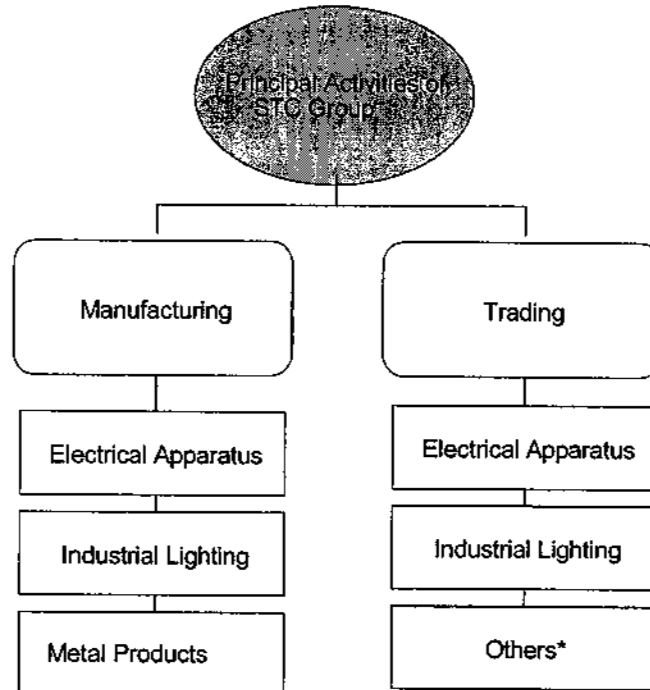 Principal Activities of
STC Group
Manufacturing
Trading
Electrical Apparatus
Electrical Apparatus
Industrial Lighting
Industrial Lighting
Metal Products
Others*